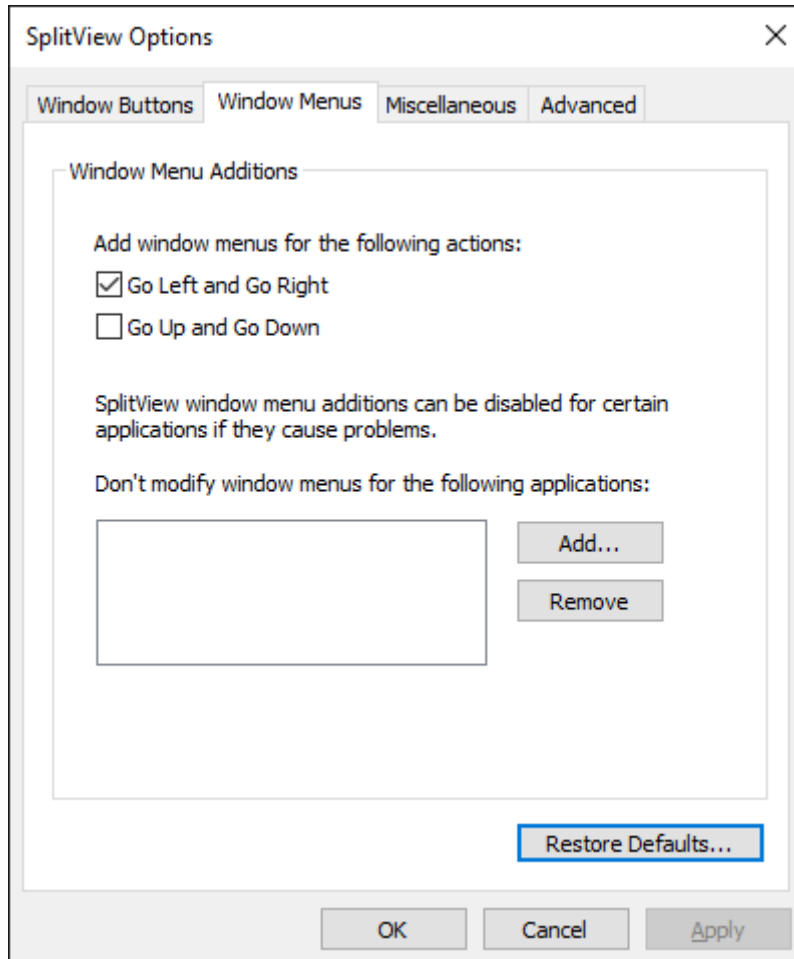 SplitView Options
Window Buttons Window Menus Miscellaneous Advanced
Window Menu Additions
Add window menus for the following actions:
Go Left and Go Right
Go Up and Go Down
SplitView window menu additions can be disabled for certain
applications if they cause problems.
Don't modify window menus for the following applications:
Add...
Remove
Restore Defaults...
OK Cancel Apply